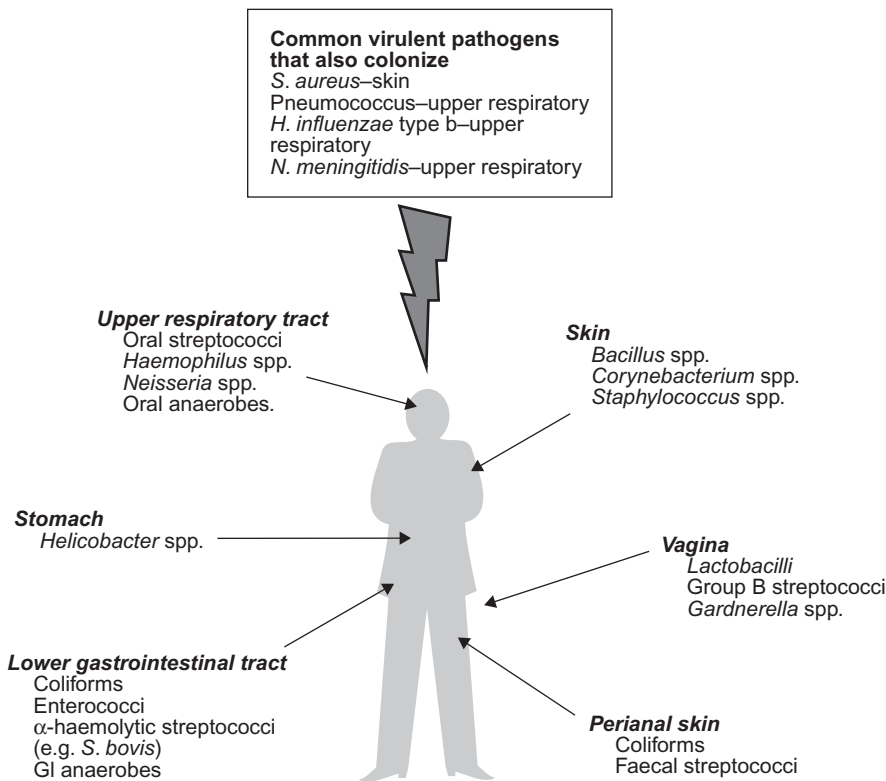 Common virulent pathogens
that also colonize
S. aureus–skin
Pneumococcus–upper respiratory
H. influenzae type b–upper
respiratory
N. meningitidis–upper respiratory
Upper respiratory tract
Oral streptococci
Haemophilus spp.
Neisseria spp.
Oral anaerobes.
Skin
Bacillus spp.
Corynebacterium spp.
Staphylococcus spp.
Stomach
Helicobacter spp.
Vagina
Lactobacilli
Group B streptococci
Gardnerella spp.
Lower gastrointestinal tract
Coliforms
Enterococci
α-haemolytic streptococci
(e.g. S. bovis)
GI anaerobes
Perianal skin
Coliforms
Faecal streptococci